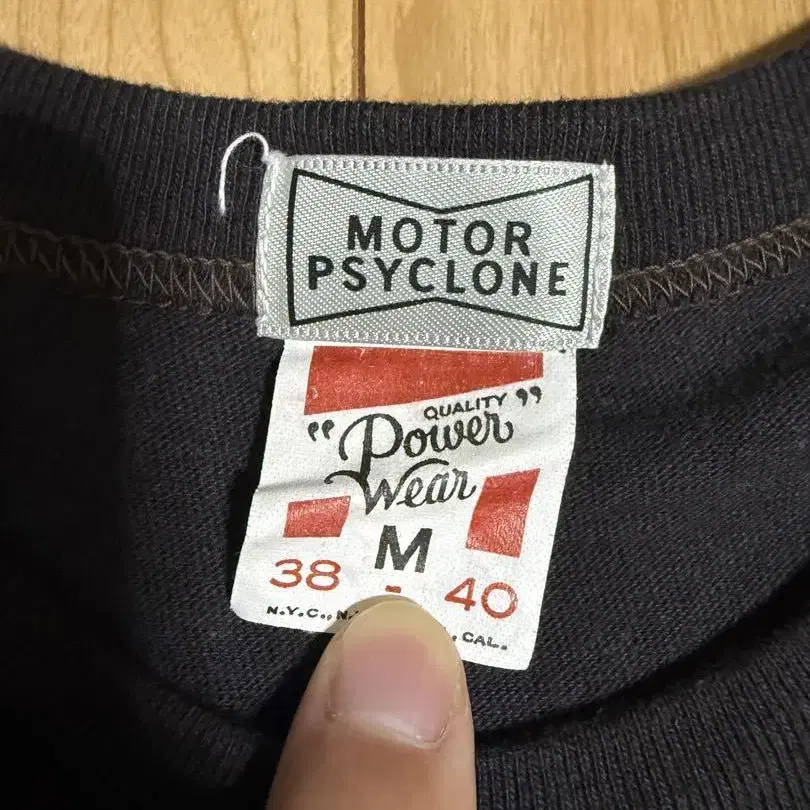 MOTOR
PSYCLONE
QUALITY
"Power
Wear"
M
38 - 40
N.Y.C., N. , CAL.